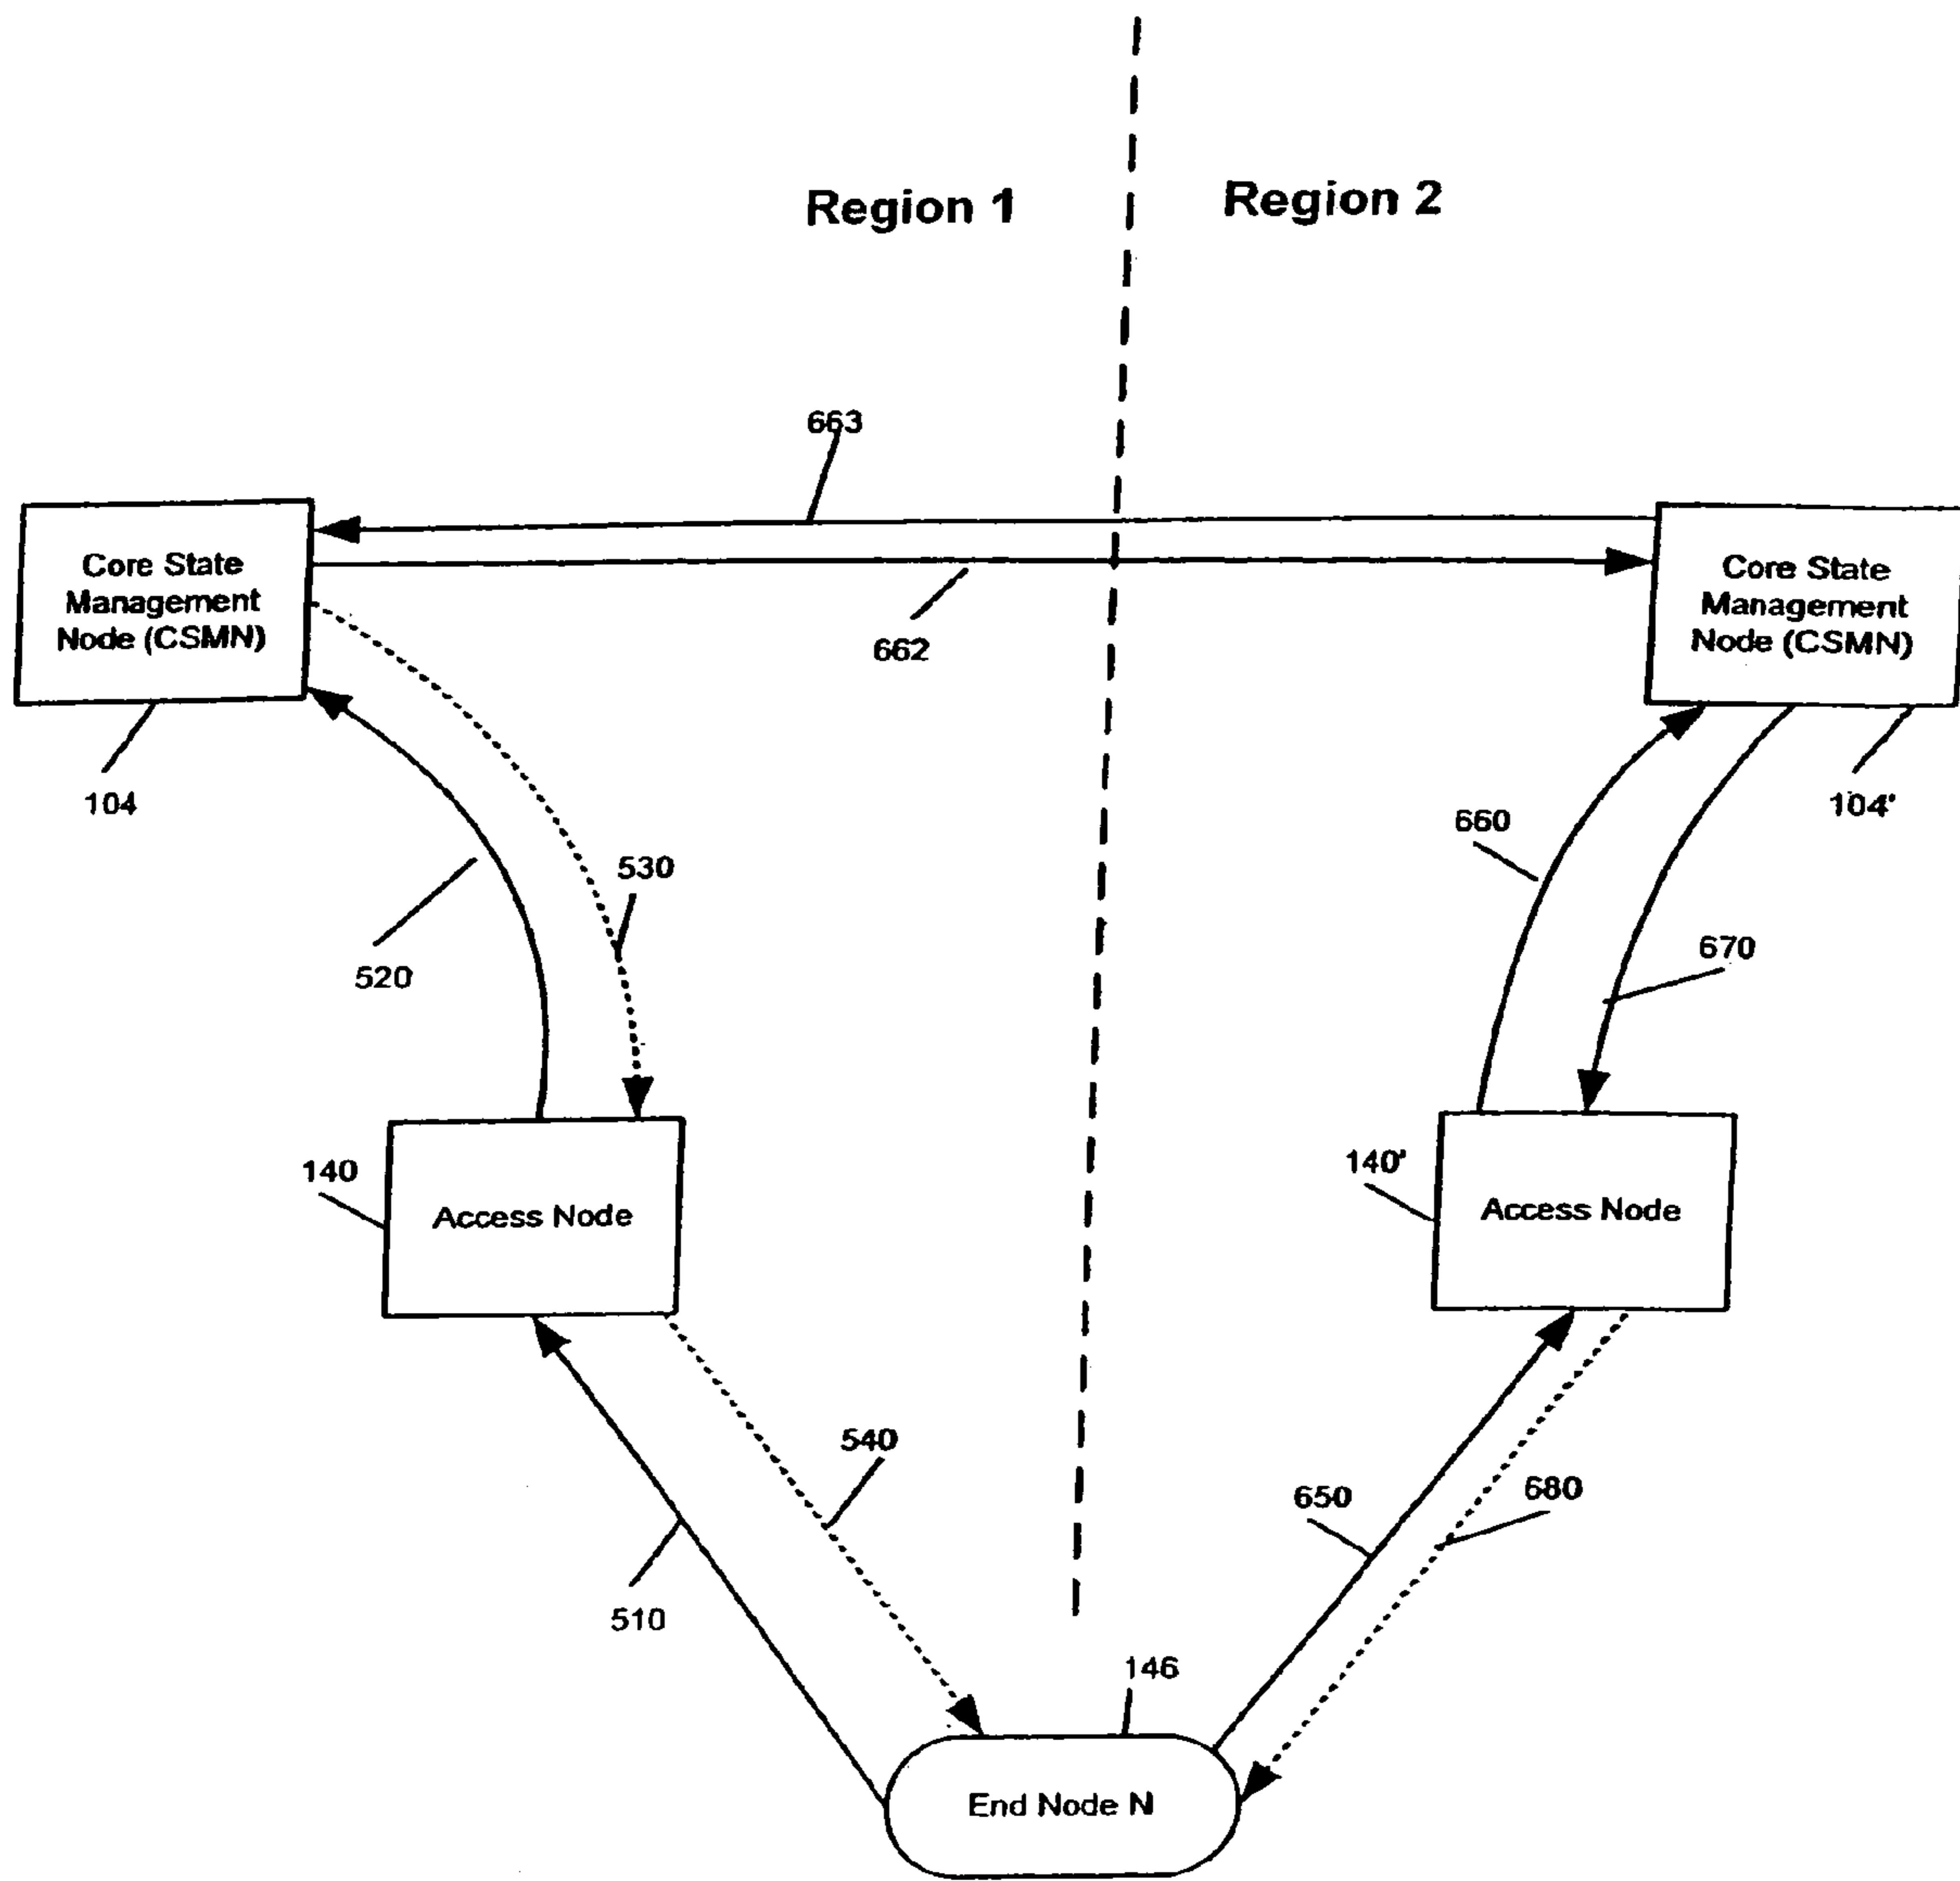 Region 1
Region 2
663
Core State
Management
Node (CSMN)
Core State
Management
Node (CSMN)
662
104
104'
660
530
520
670
140
Access Node
140'
Access Node
540
650
680
510
146
End Node N